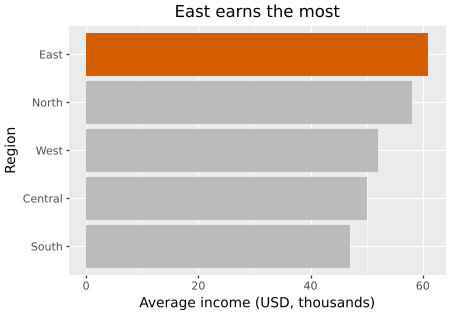 East earns the most
East
North
West
Central
South
Region
0 20 40 60
Average income (USD, thousands)